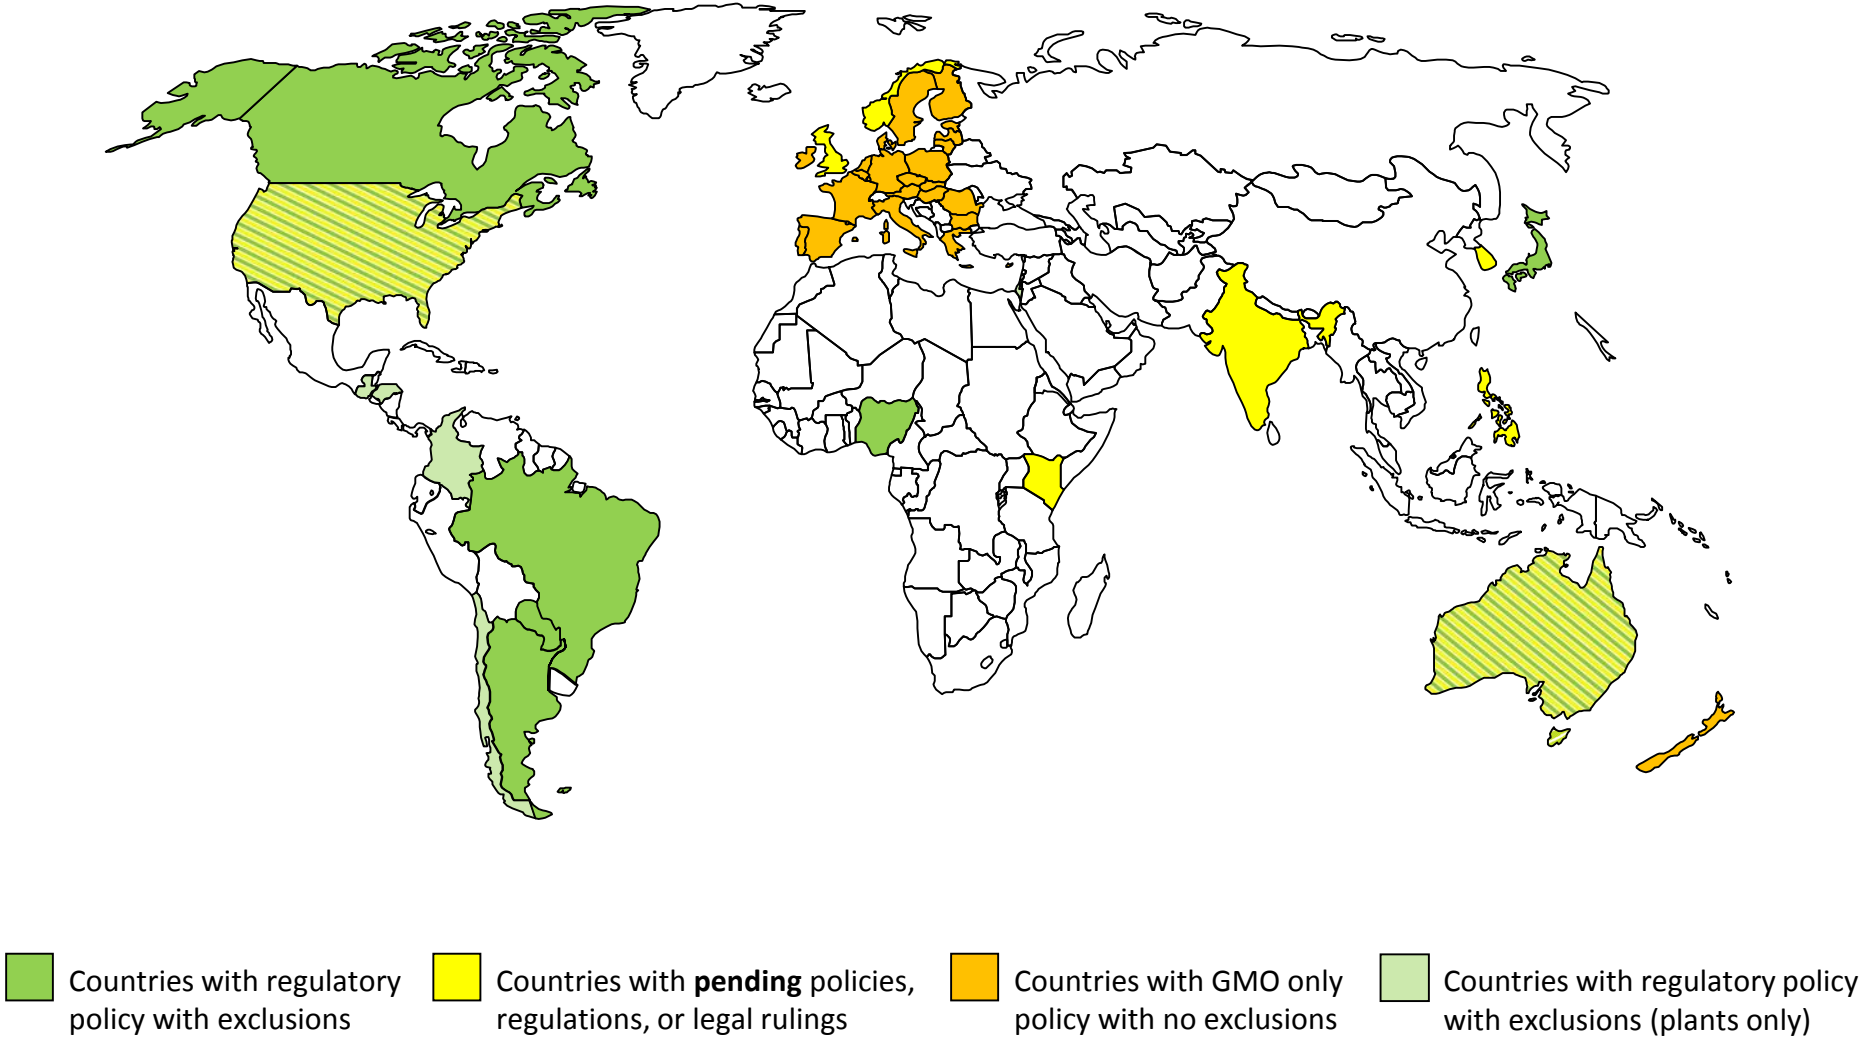 Countries with regulatory
policy with exclusions
Countries with pending policies,
regulations, or legal rulings
Countries with GMO only
policy with no exclusions
Countries with regulatory policy
with exclusions (plants only)